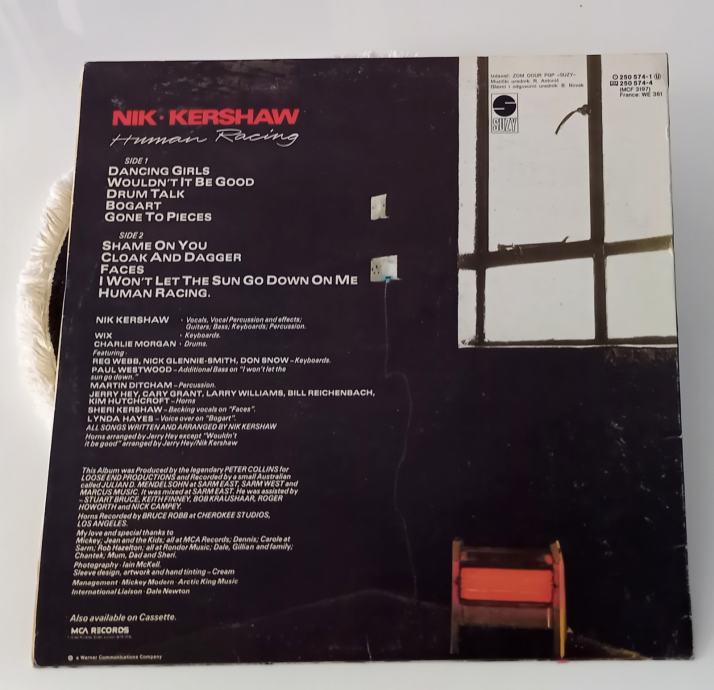 Izdavač: ZDM OOUR PGP »SUZY«
Muzički urednik: R. Antonić
Glavni i odgovorni urednik: B. Novak
250 574-1
250 574-4
(MCF 3197)
France: WE 361
SUZY
NIK·KERSHAW
Human Racing
SIDE 1
DANCING GIRLS
WOULDN'T IT BE GOOD
DRUM TALK
BOGART
GONE TO PIECES
SIDE 2
SHAME ON YOU
CLOAK AND DAGGER
FACES
I WON'T LET THE SUN GO DOWN ON ME
HUMAN RACING.
NIK KERSHAW · Vocals, Vocal Percussion and effects;
Guitars; Bass; Keyboards; Percussion.
WIX · Keyboards.
CHARLIE MORGAN · Drums.
Featuring ·
REG WEBB, NICK GLENNIE-SMITH, DON SNOW – Keyboards.
PAUL WESTWOOD – Additional Bass on "I won't let the
sun go down."
MARTIN DITCHAM – Percussion.
JERRY HEY, CARY GRANT, LARRY WILLIAMS, BILL REICHENBACH,
KIM HUTCHCROFT – Horns
SHERI KERSHAW – Backing vocals on "Faces".
LYNDA HAYES – Voice over on "Bogart".
ALL SONGS WRITTEN AND ARRANGED BY NIK KERSHAW
Horns arranged by Jerry Hey except "Wouldn't
it be good" arranged by Jerry Hey/Nik Kershaw
This Album was Produced by the legendary PETER COLLINS for
LOOSE END PRODUCTIONS and Recorded by a small Australian
called JULIAN D. MENDELSOHN at SARM EAST, SARM WEST and
MARCUS MUSIC. It was mixed at SARM EAST. He was assisted by
– STUART BRUCE, KEITH FINNEY, BOB KRAUSHAAR, ROGER
HOWORTH and NICK CAMPEY.
Horns Recorded by BRUCE ROBB at CHEROKEE STUDIOS,
LOS ANGELES.
My love and special thanks to
Mickey, Jean and the Kids; all at MCA Records; Dennis; Carole at
Sarm; Rob Hazelton; all at Rondor Music; Dale, Gillian and family;
Chantek; Mum, Dad and Sheri.
Photography · Iain McKell.
Sleeve design, artwork and hand tinting – Cream
Management · Mickey Modern · Arctic King Music
International Liaison · Dale Newton
Also available on Cassette.
MCA RECORDS
a Warner Communications Company